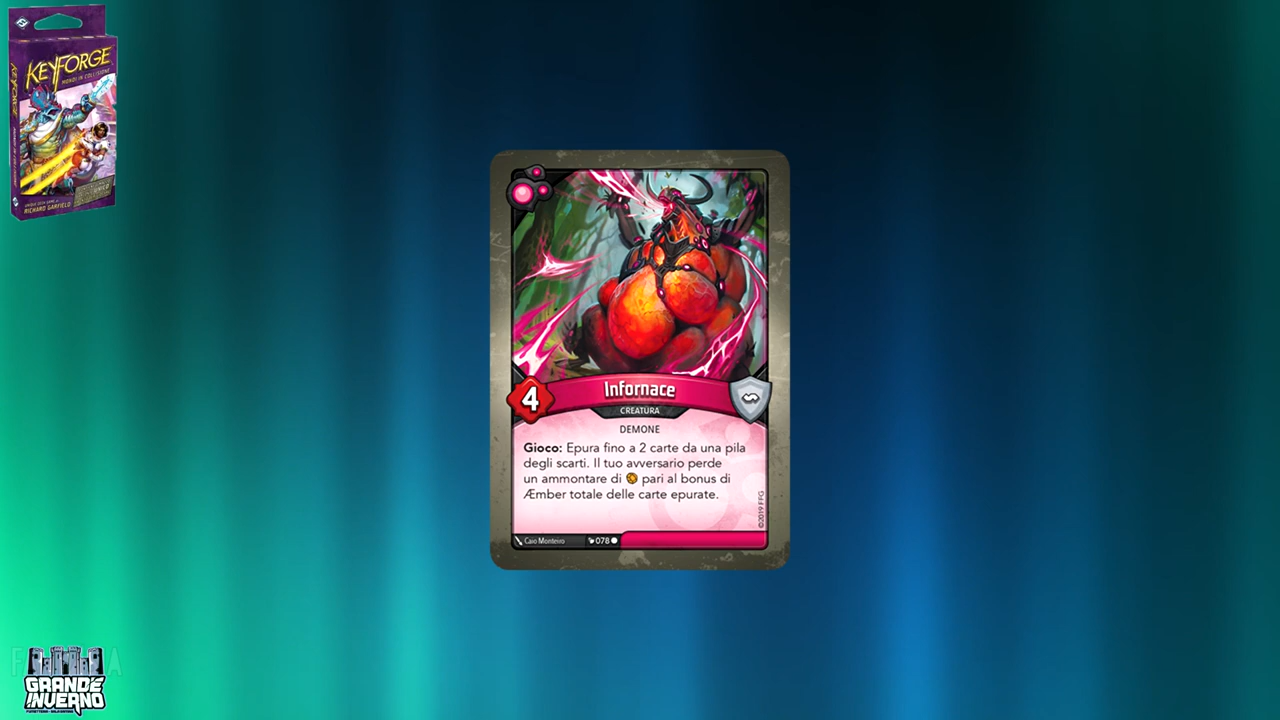 KEYFORGE
MONDI IN COLLISIONE
RICHARD GARFIELD
Infornace
4
CREATURA
DEMONE
Gioco: Epura fino a 2 carte da una pila
degli scarti. Il tuo avversario perde
un ammontare di pari al bonus di
Æmber totale delle carte epurate.
©2019 FFG
Caio Monteiro
078
GRANDE
INVERNO